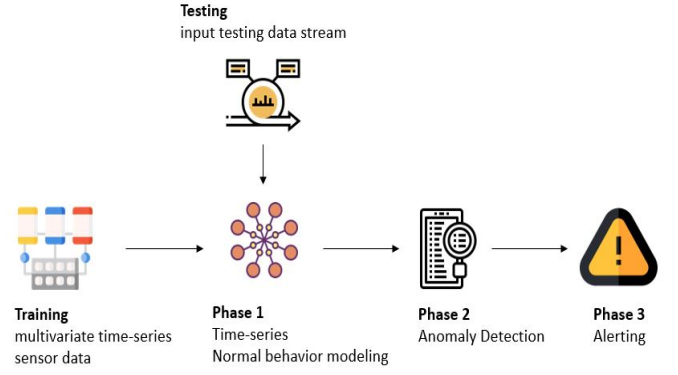 Testing
input testing data stream
Training
multivariate time-series
sensor data
Phase 1
Time-series
Normal behavior modeling
Phase 2
Anomaly Detection
Phase 3
Alerting